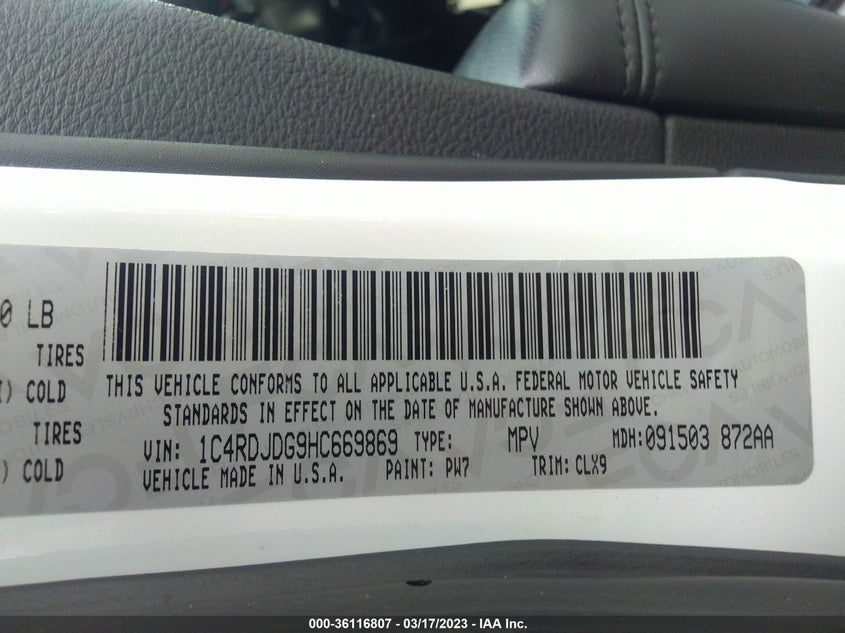 0 LB
TIRES
) COLD
TIRES
) COLD
THIS VEHICLE CONFORMS TO ALL APPLICABLE U.S.A. FEDERAL MOTOR VEHICLE SAFETY
STANDARDS IN EFFECT ON THE DATE OF MANUFACTURE SHOWN ABOVE.
VIN: 1C4RDJDG9HC669869 TYPE: MPV MDH:091503 872AA
VEHICLE MADE IN U.S.A. PAINT: PW7 TRIM: CLX9
000-36116807 - 03/17/2023 - IAA Inc.